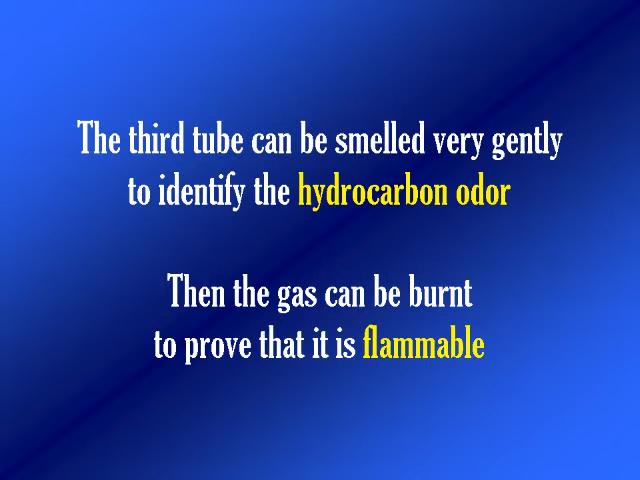 The third tube can be smelled very gently
to identify the hydrocarbon odor
Then the gas can be burnt
to prove that it is flammable